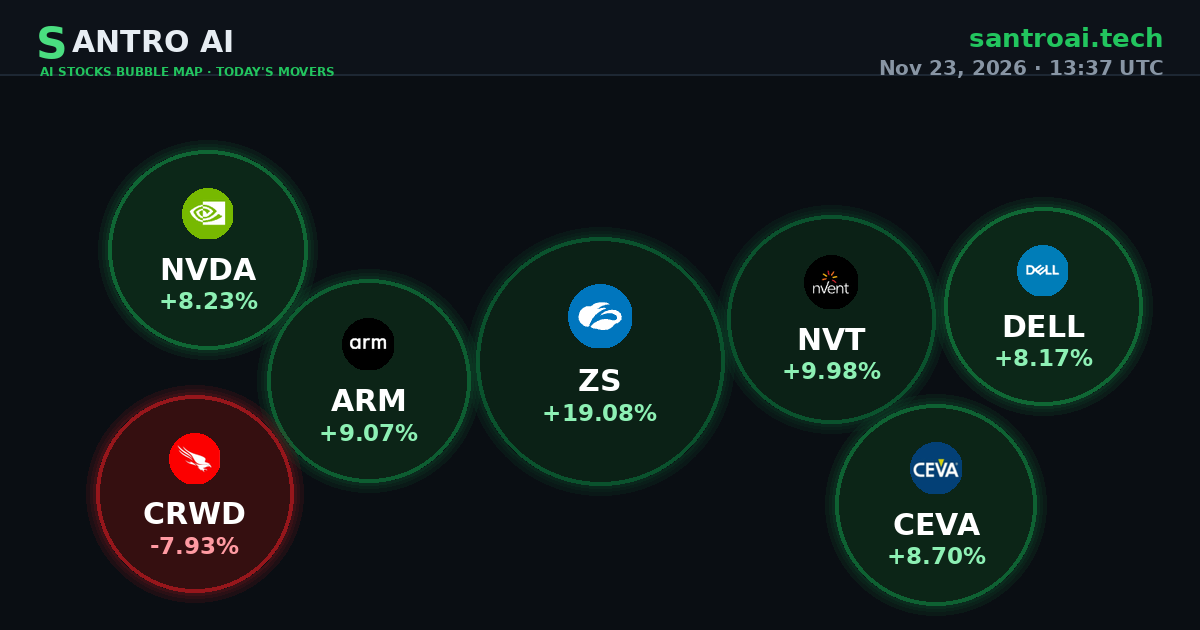 SANTRO AI
AI STOCKS BUBBLE MAP · TODAY'S MOVERS
santroai.tech
Nov 23, 2026 · 13:37 UTC
NVDA
+8.23%
arm
ARM
+9.07%
CRWD
-7.93%
ZS
+19.08%
nvent
NVT
+9.98%
DELL
DELL
+8.17%
CEVA
CEVA
+8.70%